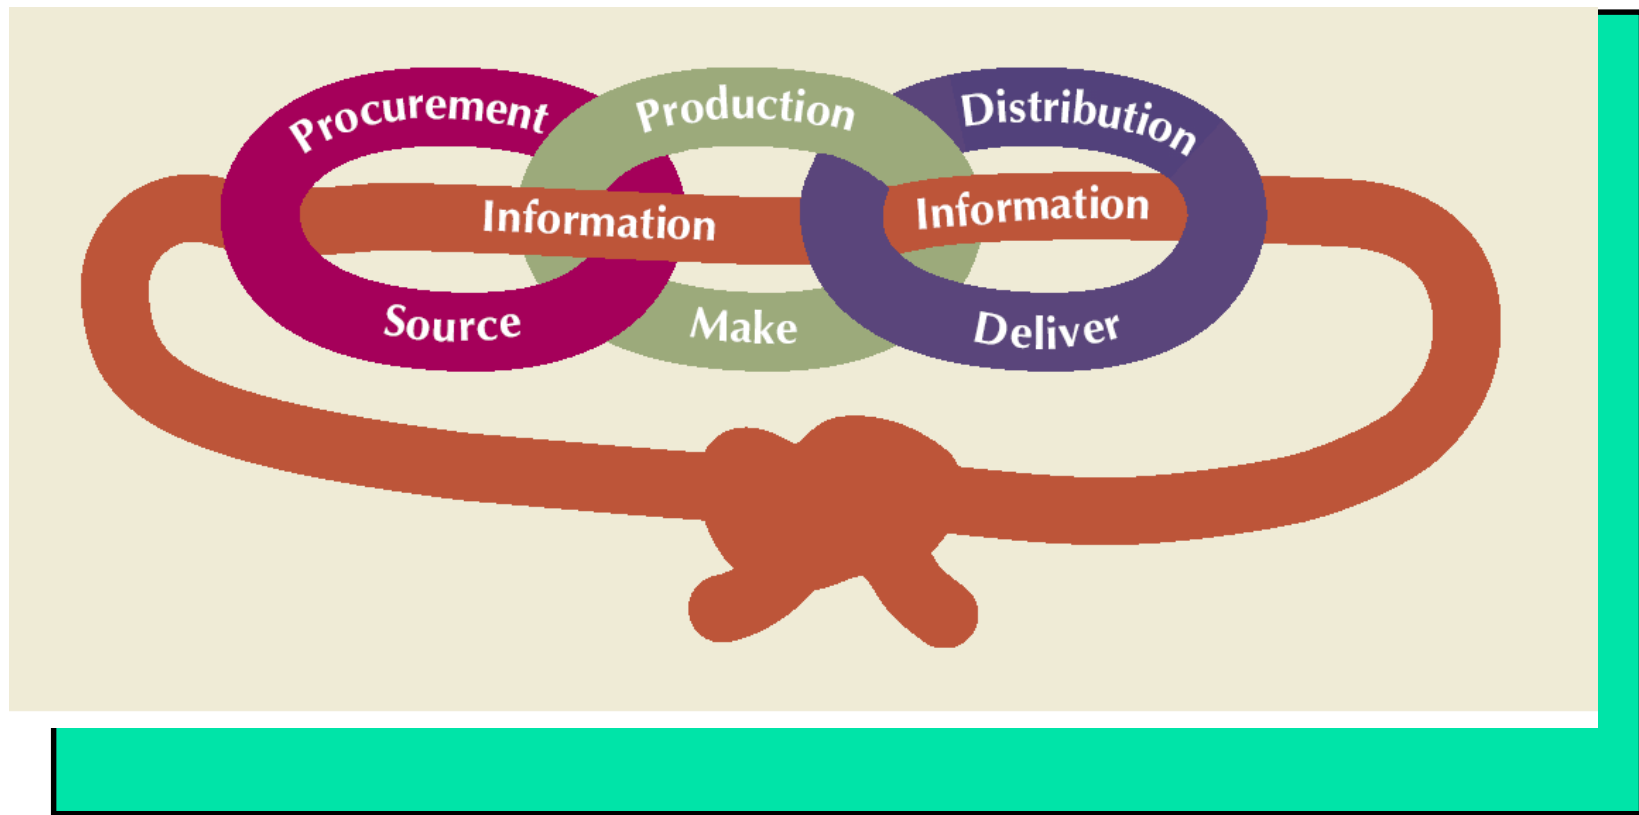 Procurement
Production
Distribution
Information
Information
Source
Make
Deliver